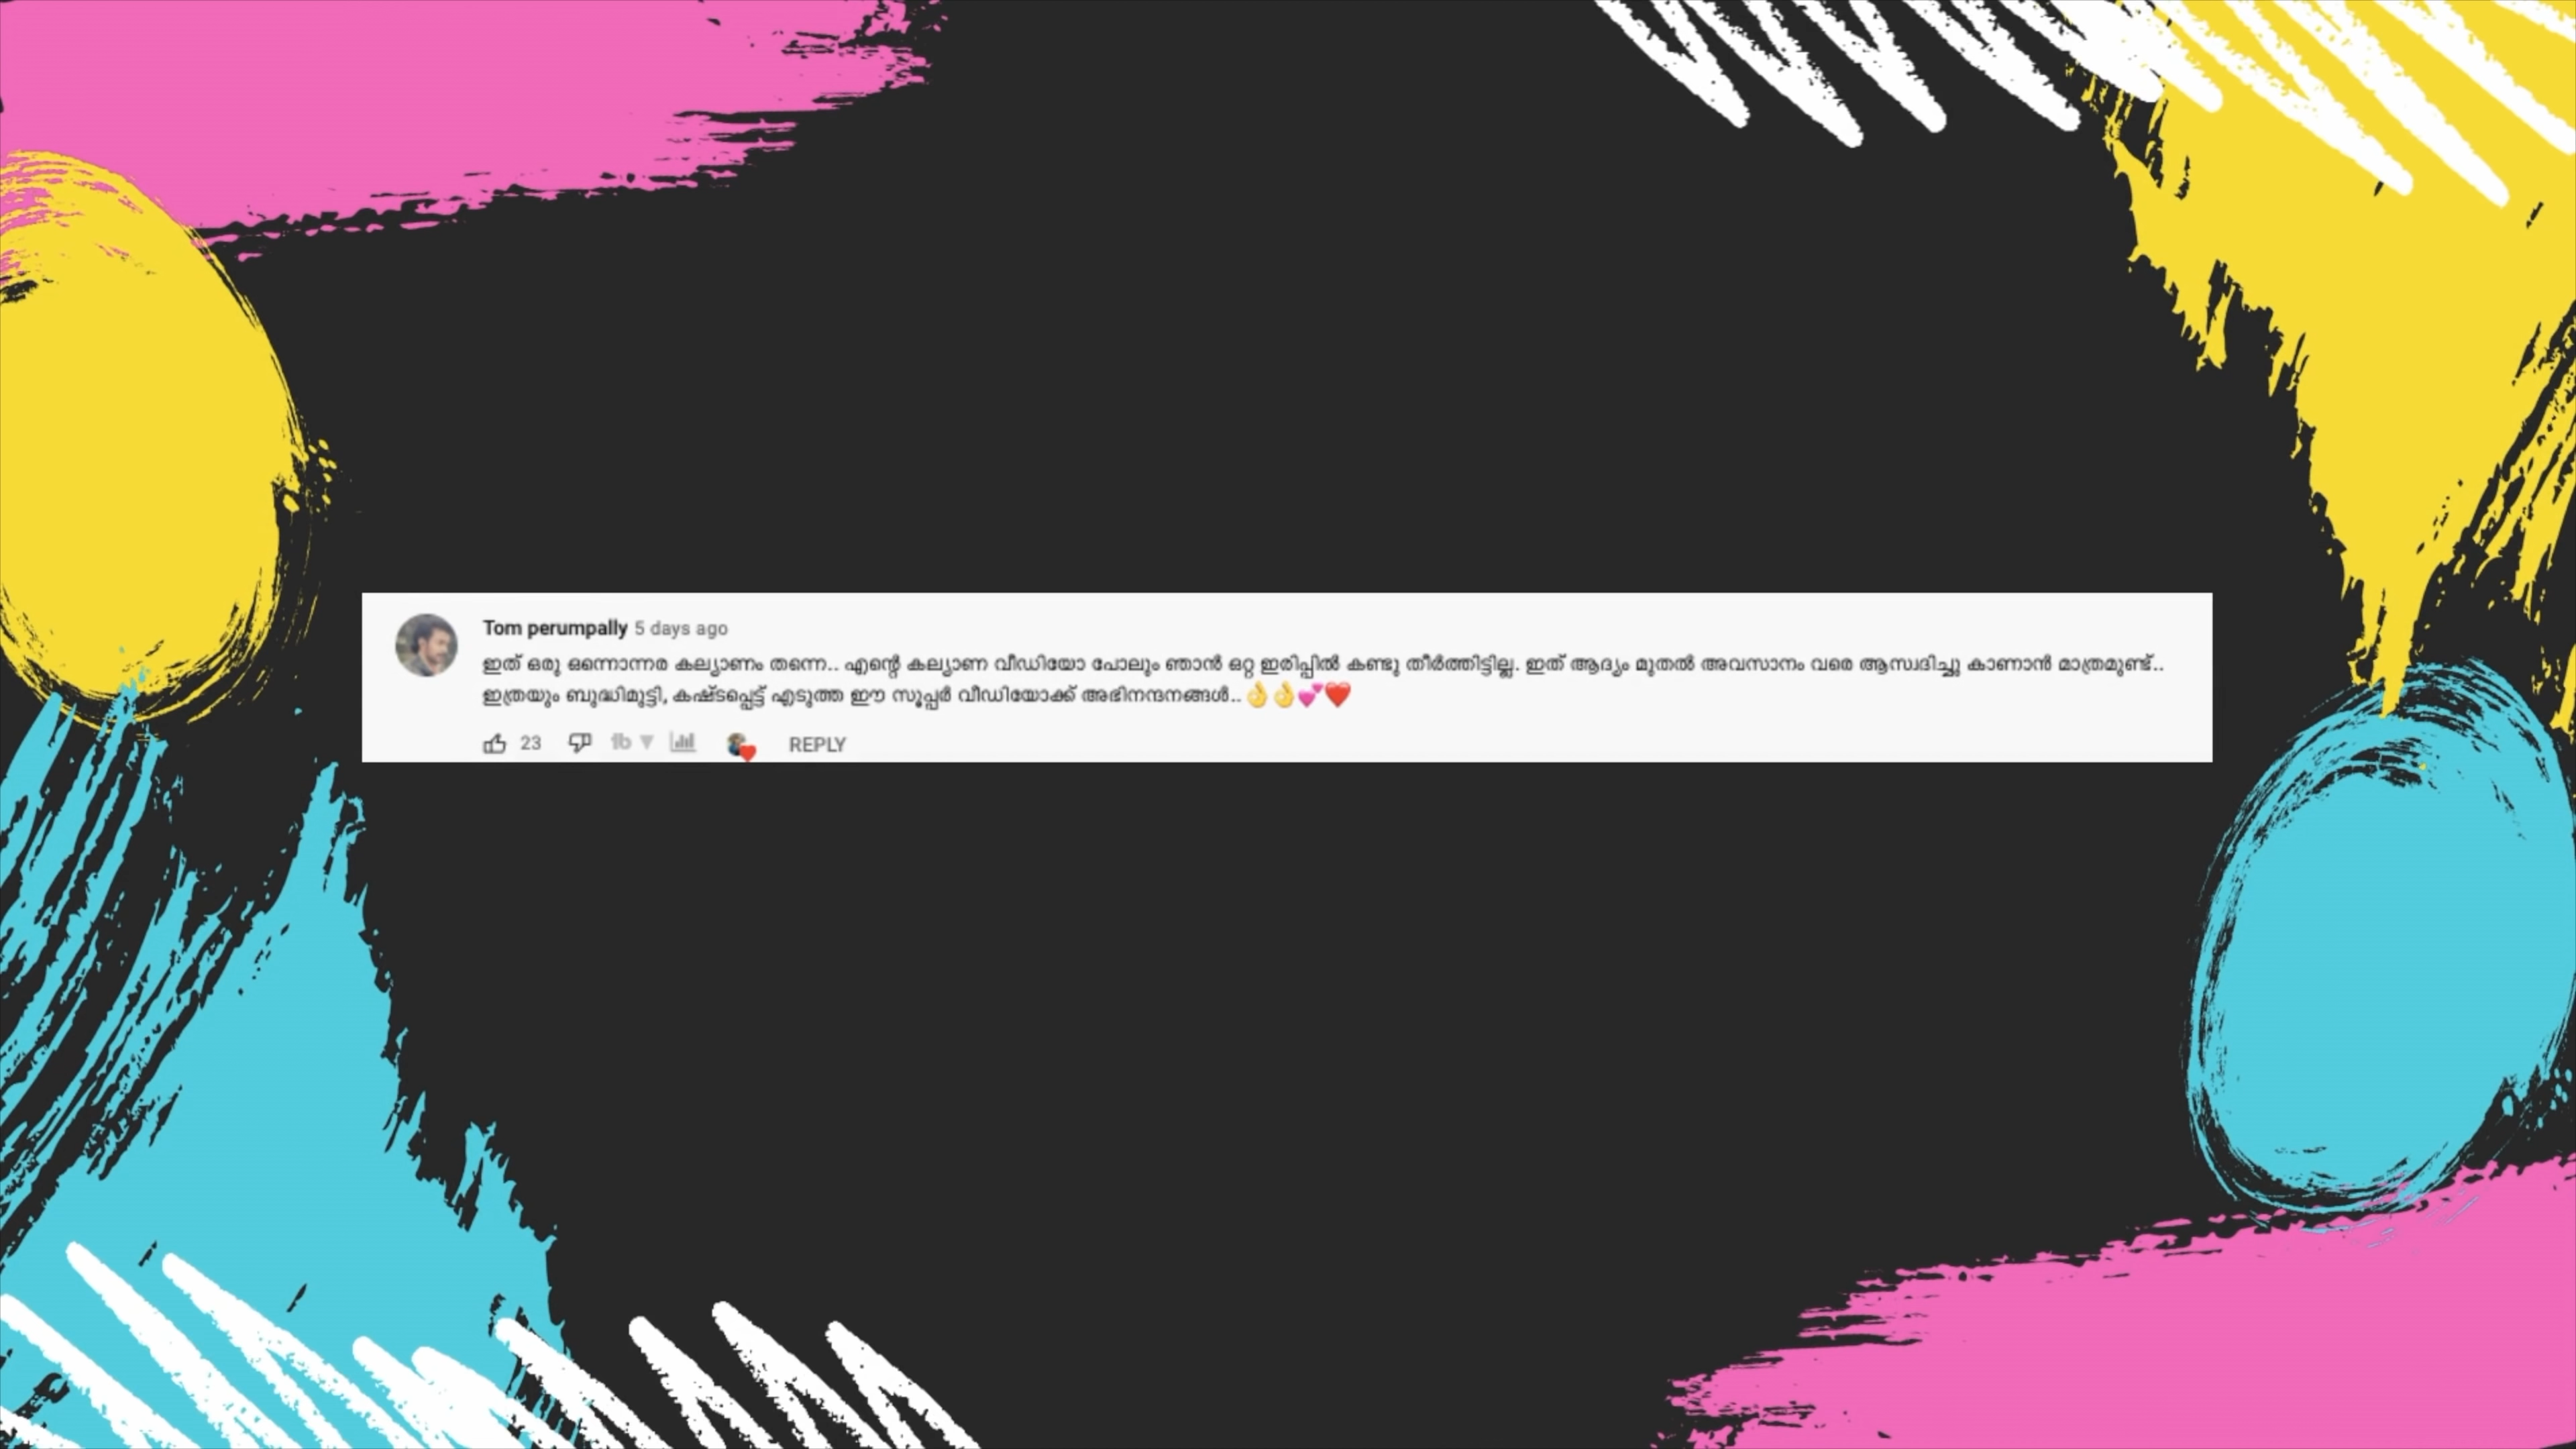 Tom perumpally 5 days ago
ഇത് ഒരു ഒന്നൊന്നര കല്യാണം തന്നെ.. എന്റെ കല്യാണ വീഡിയോ പോലും ഞാൻ ഒറ്റ ഇരിപ്പിൽ കണ്ടു തീർത്തിട്ടില്ല. ഇത് ആദ്യം മുതൽ അവസാനം വരെ ആസ്വദിച്ചു കാണാൻ മാത്രമുണ്ട്..
ഇത്രയും ബുദ്ധിമുട്ടി, കഷ്ടപ്പെട്ട് എടുത്ത ഈ സൂപ്പർ വീഡിയോക്ക് അഭിനന്ദനങ്ങൾ..👌👌💕❤️
23 REPLY